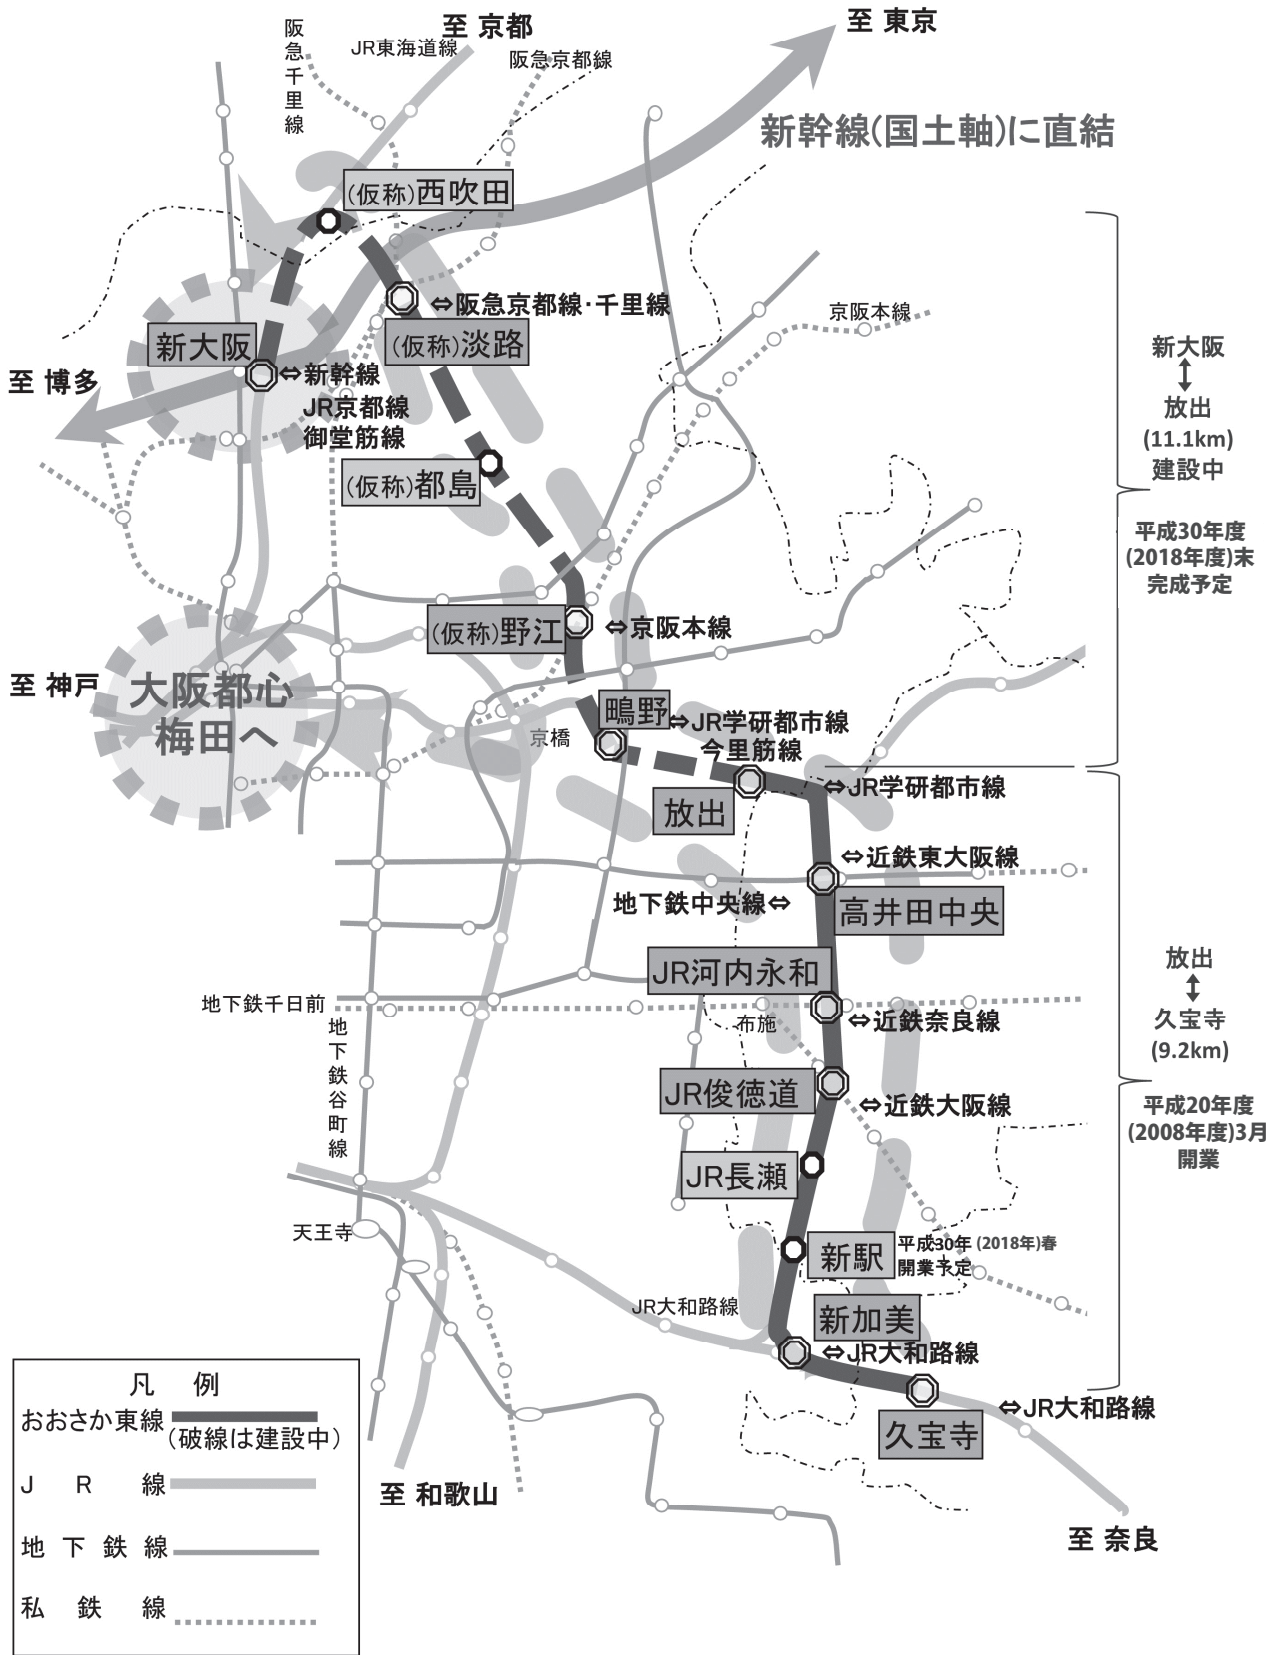 至 京都
至 東京
阪急千里線
JR東海道線
阪急京都線
新幹線(国土軸)に直結
(仮称)西吹田
⇔阪急京都線・千里線
京阪本線
新大阪
(仮称)淡路
至 博多
⇔新幹線
JR京都線
御堂筋線
(仮称)都島
新大阪
↕
放出
(11.1km)
建設中
平成30年度
(2018年度)末
完成予定
(仮称)野江
⇔京阪本線
至 神戸
大阪都心
梅田へ
鴫野
⇔JR学研都市線
今里筋線
京橋
放出
⇔JR学研都市線
⇔近鉄東大阪線
地下鉄中央線⇔
高井田中央
JR河内永和
放出
↕
久宝寺
(9.2km)
平成20年度
(2008年度)3月
開業
地下鉄千日前
布施
⇔近鉄奈良線
地下鉄谷町線
JR俊徳道
⇔近鉄大阪線
JR長瀬
天王寺
新駅
平成30年(2018年)春
開業予定
JR大和路線
新加美
⇔JR大和路線
⇔JR大和路線
久宝寺
凡 例
おおさか東線
(破線は建設中)
J R 線
地 下 鉄 線
私 鉄 線
至 和歌山
至 奈良